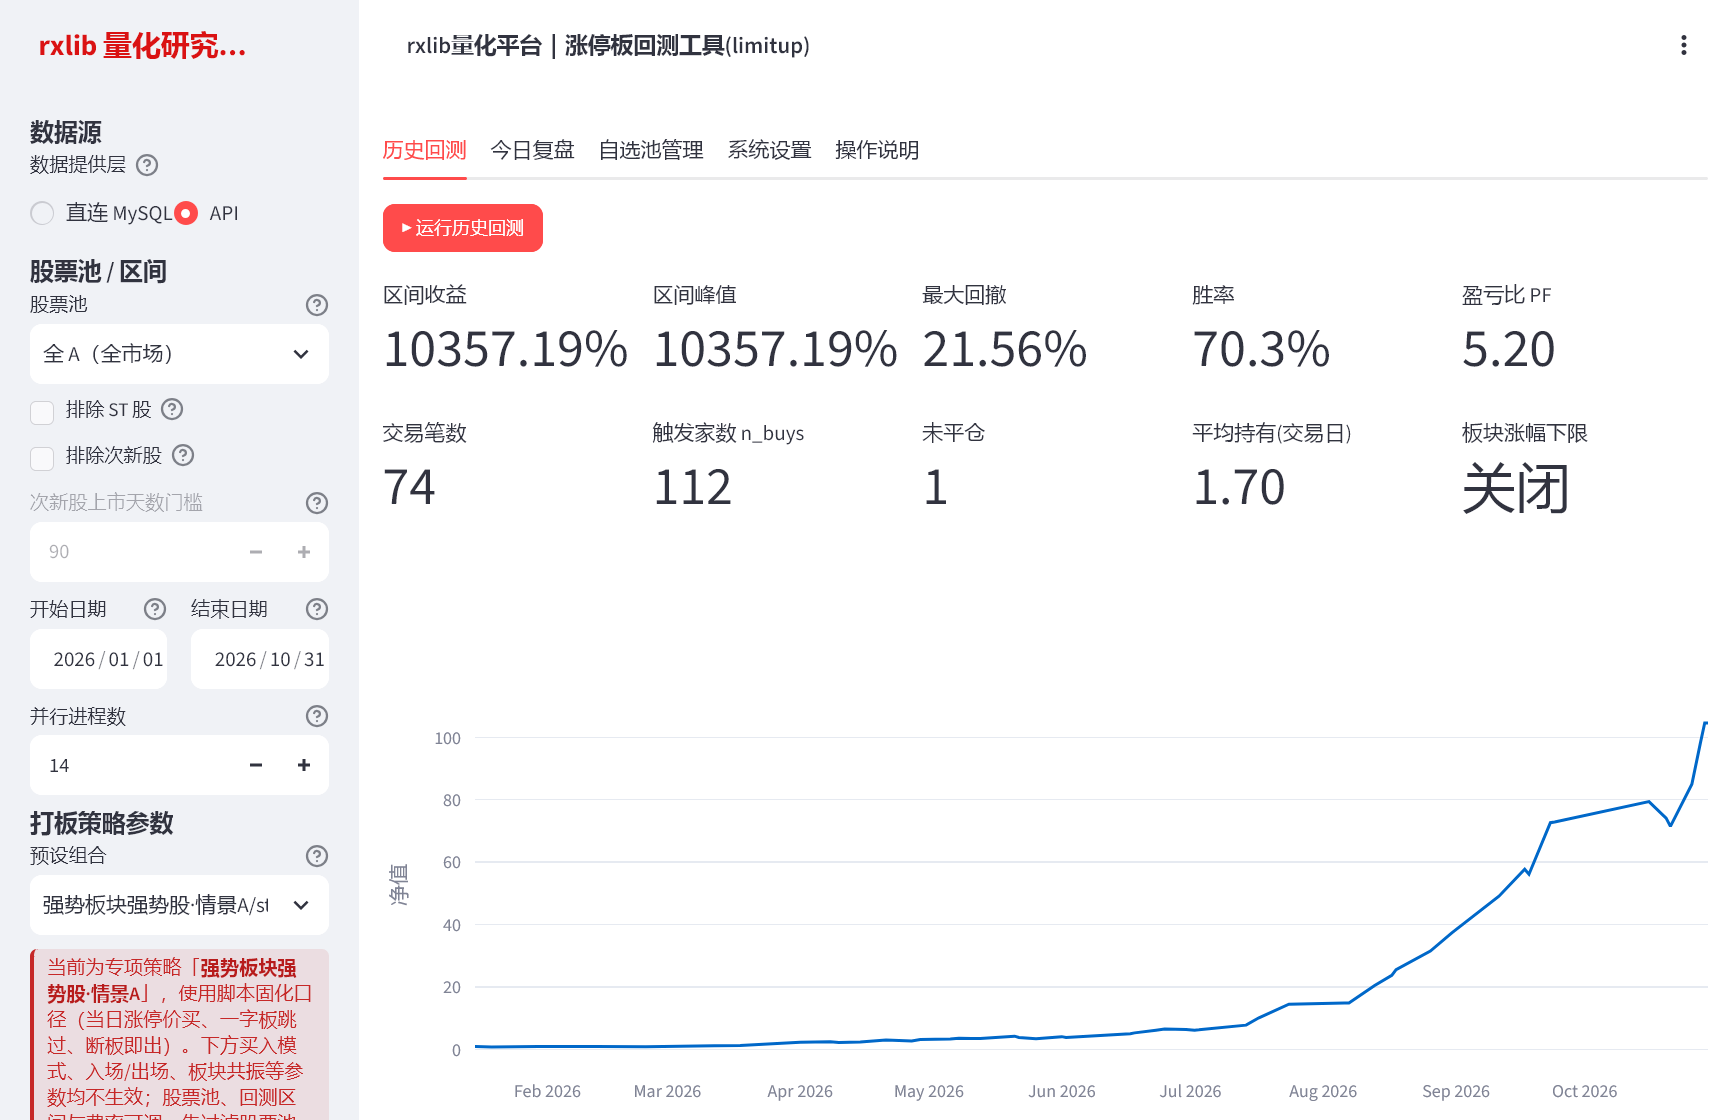 rxlib 量化研究...
数据源
数据提供层
直连 MySQL
API
股票池 / 区间
股票池
全 A（全市场）
排除 ST 股
排除次新股
次新股上市天数门槛
90
开始日期
结束日期
2026/01/01
2026/10/31
并行进程数
14
打板策略参数
预设组合
强势板块强势股·情景A/st
当前为专项策略「强势板块强
势股·情景A」，使用脚本固化口
径（当日涨停价买、一字板跳
过、断板即出）。下方买入模
式、入场/出场、板块共振等参
数均不生效；股票池、回测区
rxlib量化平台 | 涨停板回测工具(limitup)
历史回测
今日复盘
自选池管理
系统设置
操作说明
▸ 运行历史回测
区间收益
区间峰值
最大回撤
胜率
盈亏比 PF
10357.19%
10357.19%
21.56%
70.3%
5.20
交易笔数
触发家数 n_buys
未平仓
平均持有(交易日)
板块涨幅下限
74
112
1
1.70
关闭
净值
100
80
60
40
20
0
Feb 2026
Mar 2026
Apr 2026
May 2026
Jun 2026
Jul 2026
Aug 2026
Sep 2026
Oct 2026